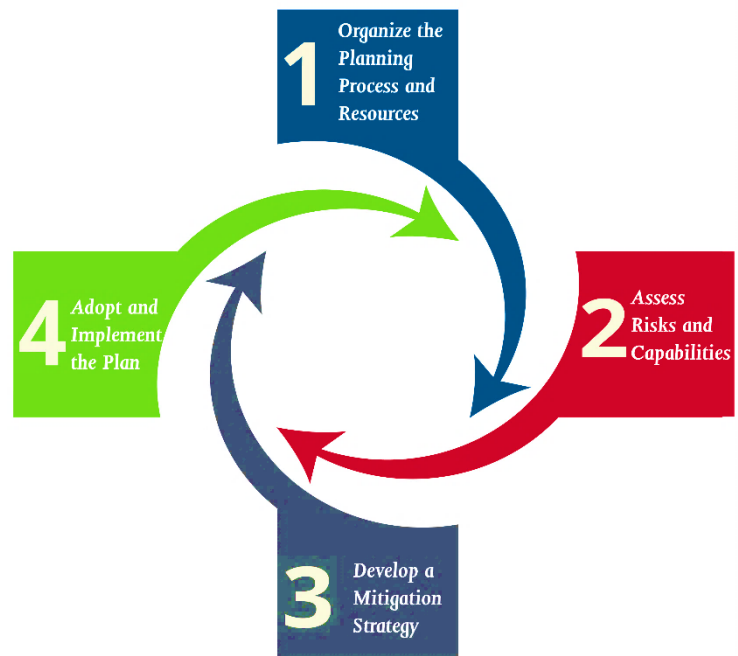 1
Organize the
Planning
Process and
Resources
2
Assess
Risks and
Capabilities
3
Develop a
Mitigation
Strategy
4
Adopt and
Implement
the Plan